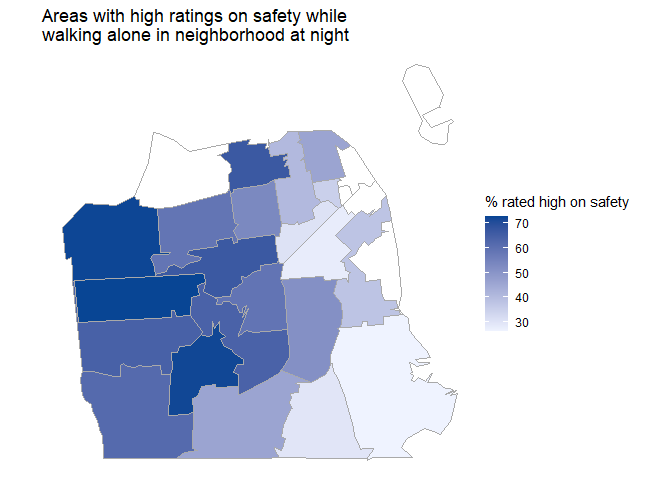 Areas with high ratings on safety while
walking alone in neighborhood at night
% rated high on safety
70
60
50
40
30